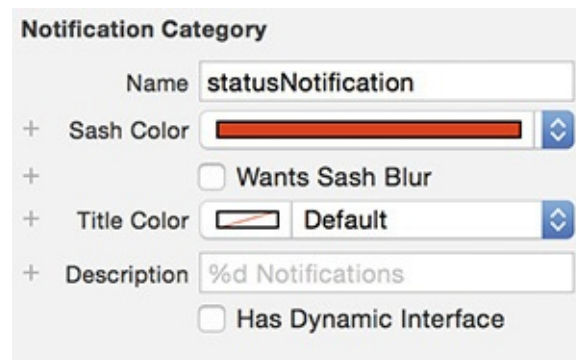 Notification Category
Name statusNotification
Sash Color
Wants Sash Blur
Title Color Default
Description %d Notifications
Has Dynamic Interface